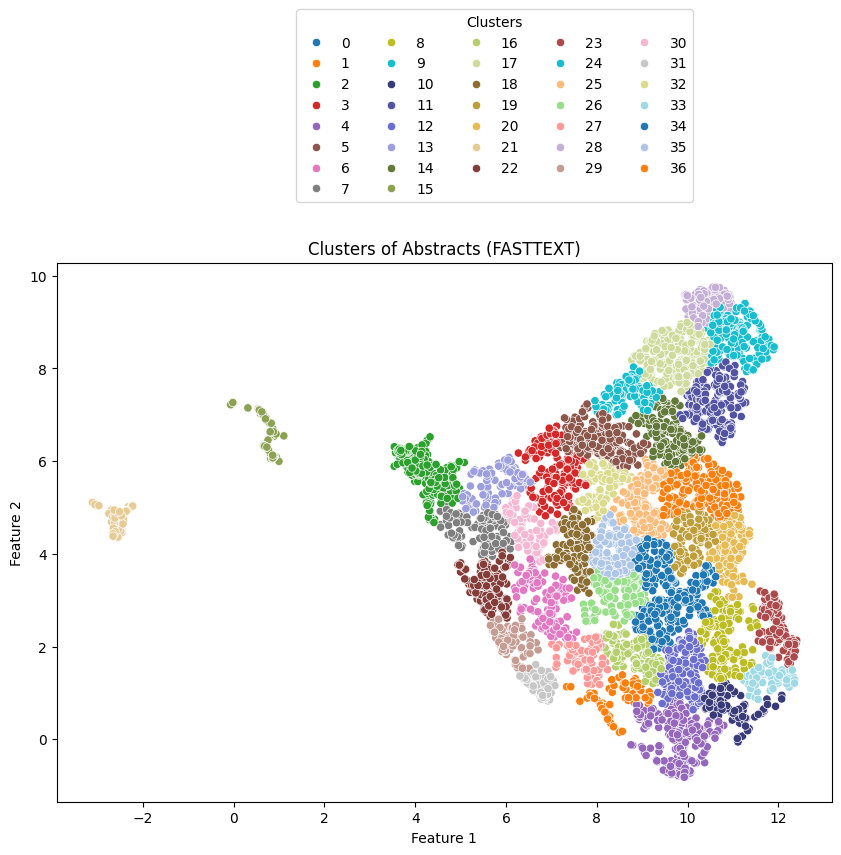 Clusters
0 8 16 23 30
1 9 17 24 31
2 10 18 25 32
3 11 19 26 33
4 12 20 27 34
5 13 21 28 35
6 14 22 29 36
7 15
Clusters of Abstracts (FASTTEXT)
10
8
6
4
2
0
Feature 2
−2 0 2 4 6 8 10 12
Feature 1